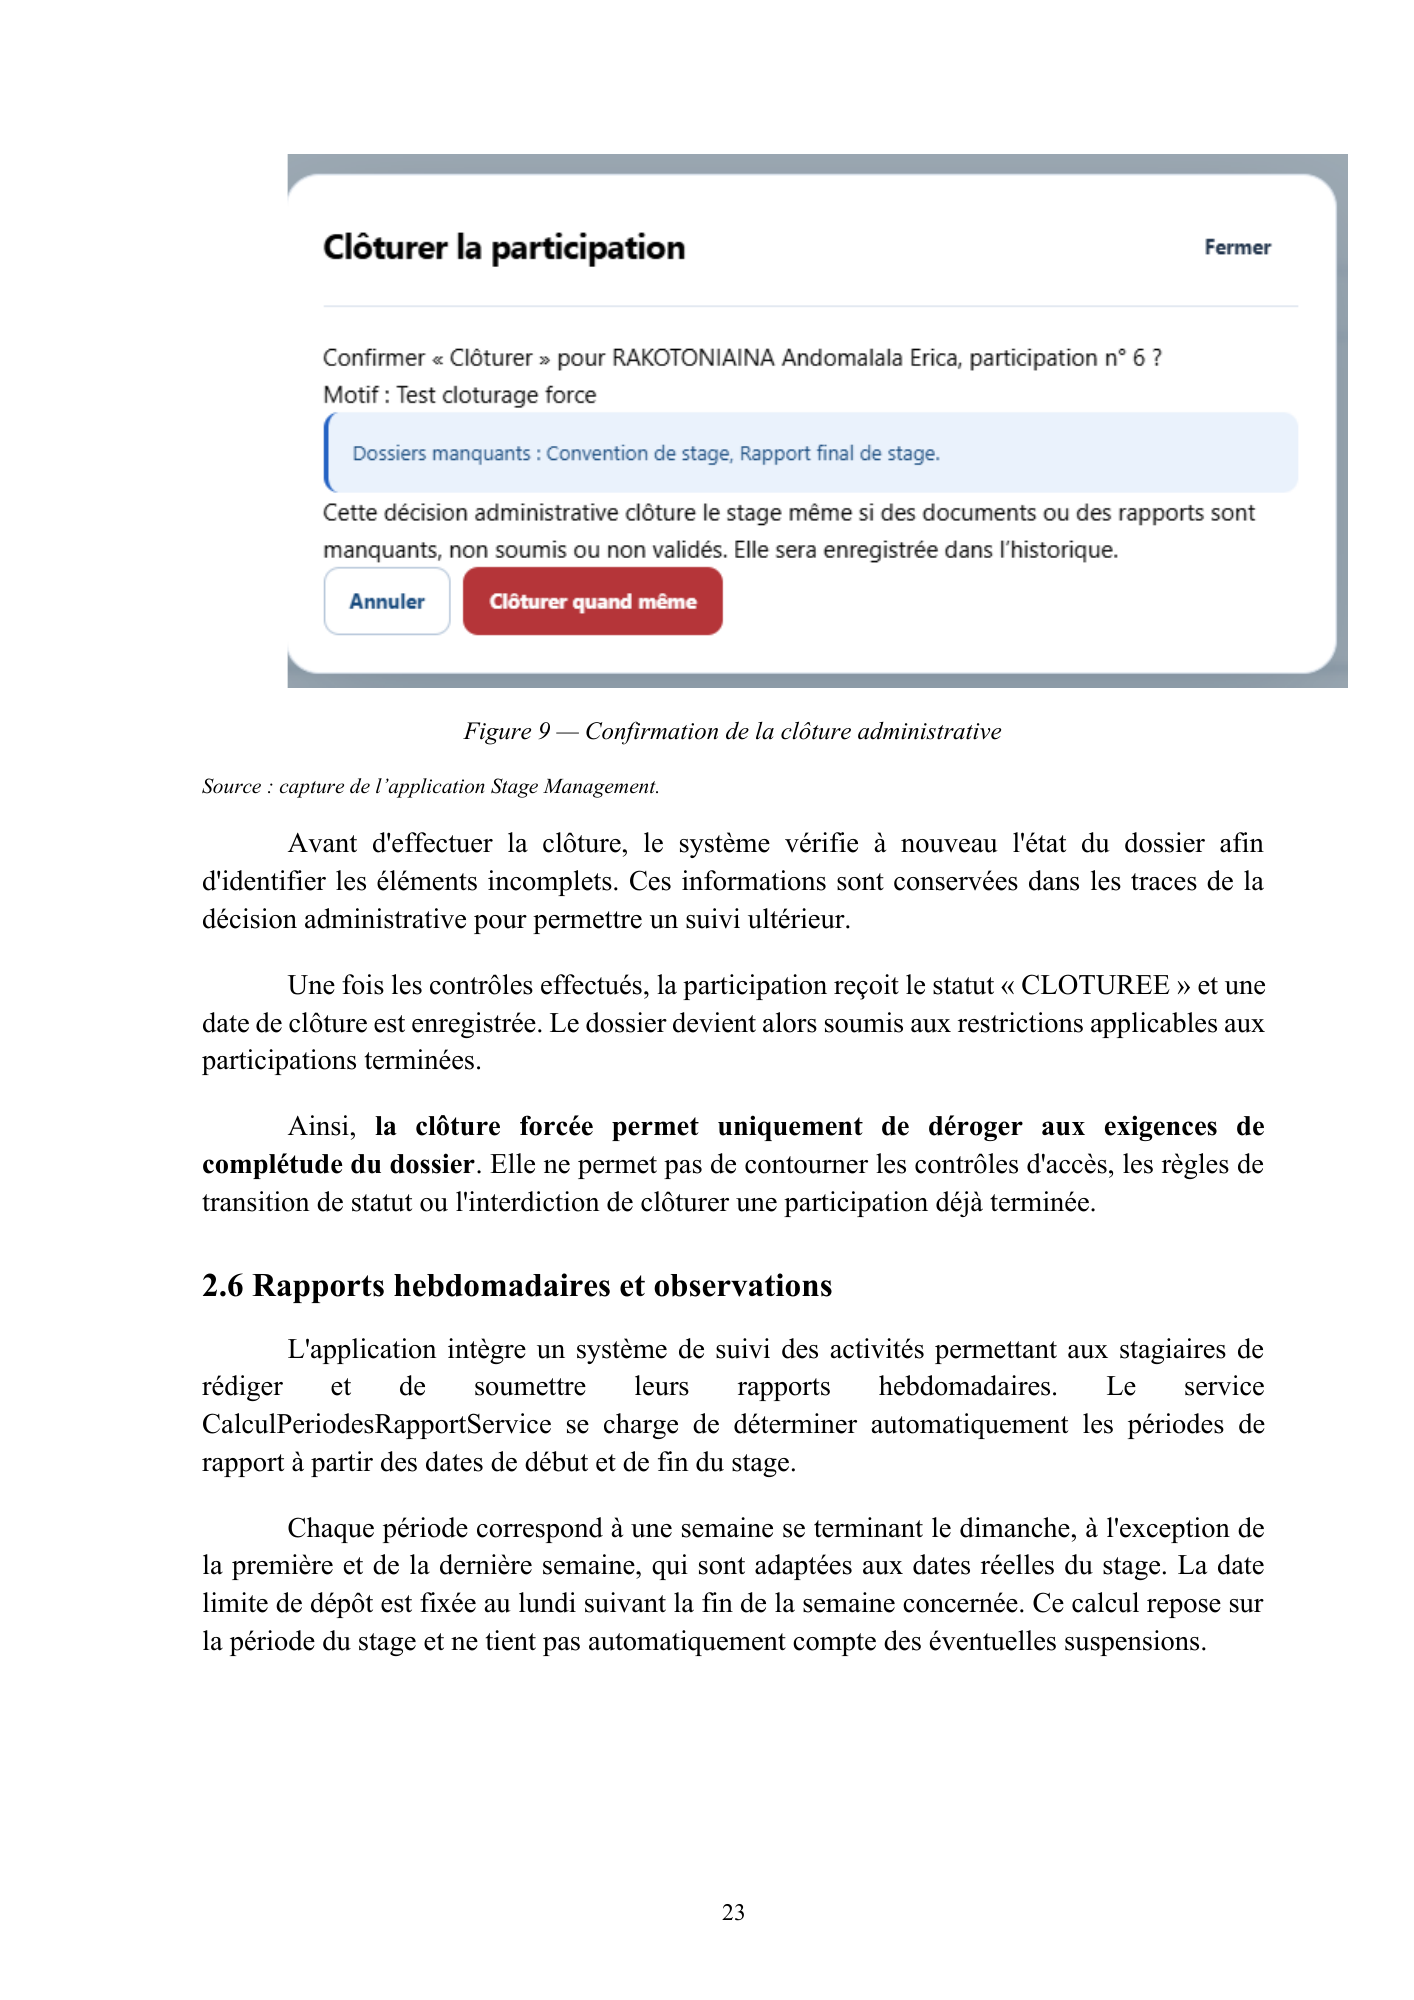 Clôturer la participation
Fermer
Confirmer « Clôturer » pour RAKOTONIAINA Andomalala Erica, participation n° 6 ?
Motif : Test cloturage force
Dossiers manquants : Convention de stage, Rapport final de stage.
Cette décision administrative clôture le stage même si des documents ou des rapports sont
manquants, non soumis ou non validés. Elle sera enregistrée dans l’historique.
Annuler
Clôturer quand même
Figure 9 — Confirmation de la clôture administrative
Source : capture de l’application Stage Management.
Avant d'effectuer la clôture, le système vérifie à nouveau l'état du dossier afin
d'identifier les éléments incomplets. Ces informations sont conservées dans les traces de la
décision administrative pour permettre un suivi ultérieur.
Une fois les contrôles effectués, la participation reçoit le statut « CLOTUREE » et une
date de clôture est enregistrée. Le dossier devient alors soumis aux restrictions applicables aux
participations terminées.
Ainsi, la clôture forcée permet uniquement de déroger aux exigences de
complétude du dossier. Elle ne permet pas de contourner les contrôles d'accès, les règles de
transition de statut ou l'interdiction de clôturer une participation déjà terminée.
2.6 Rapports hebdomadaires et observations
L'application intègre un système de suivi des activités permettant aux stagiaires de
rédiger et de soumettre leurs rapports hebdomadaires. Le service
CalculPeriodesRapportService se charge de déterminer automatiquement les périodes de
rapport à partir des dates de début et de fin du stage.
Chaque période correspond à une semaine se terminant le dimanche, à l'exception de
la première et de la dernière semaine, qui sont adaptées aux dates réelles du stage. La date
limite de dépôt est fixée au lundi suivant la fin de la semaine concernée. Ce calcul repose sur
la période du stage et ne tient pas automatiquement compte des éventuelles suspensions.
23